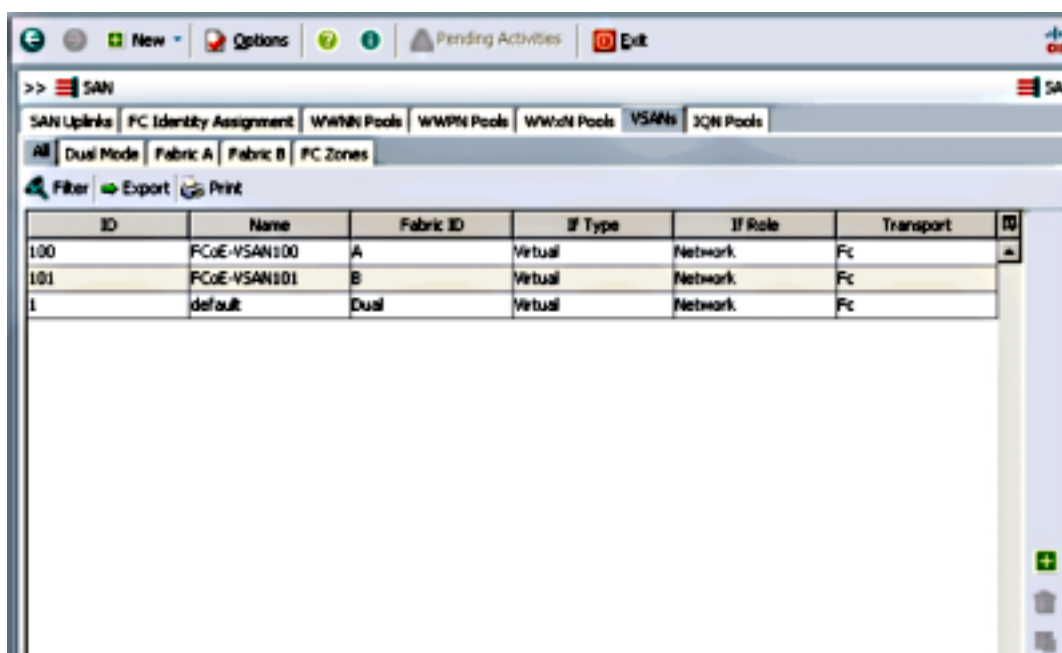 New Options Pending Activities Exit
>> SAN SA
SAN Uplinks FC Identity Assignment WWNN Pools WWPN Pools WWxN Pools VSANs IQN Pools
All Dual Mode Fabric A Fabric B FC Zones
Filter Export Print
ID Name Fabric ID If Type If Role Transport
100 FCoE-VSAN100 A Virtual Network Fc
101 FCoE-VSAN101 B Virtual Network Fc
1 default Dual Virtual Network Fc